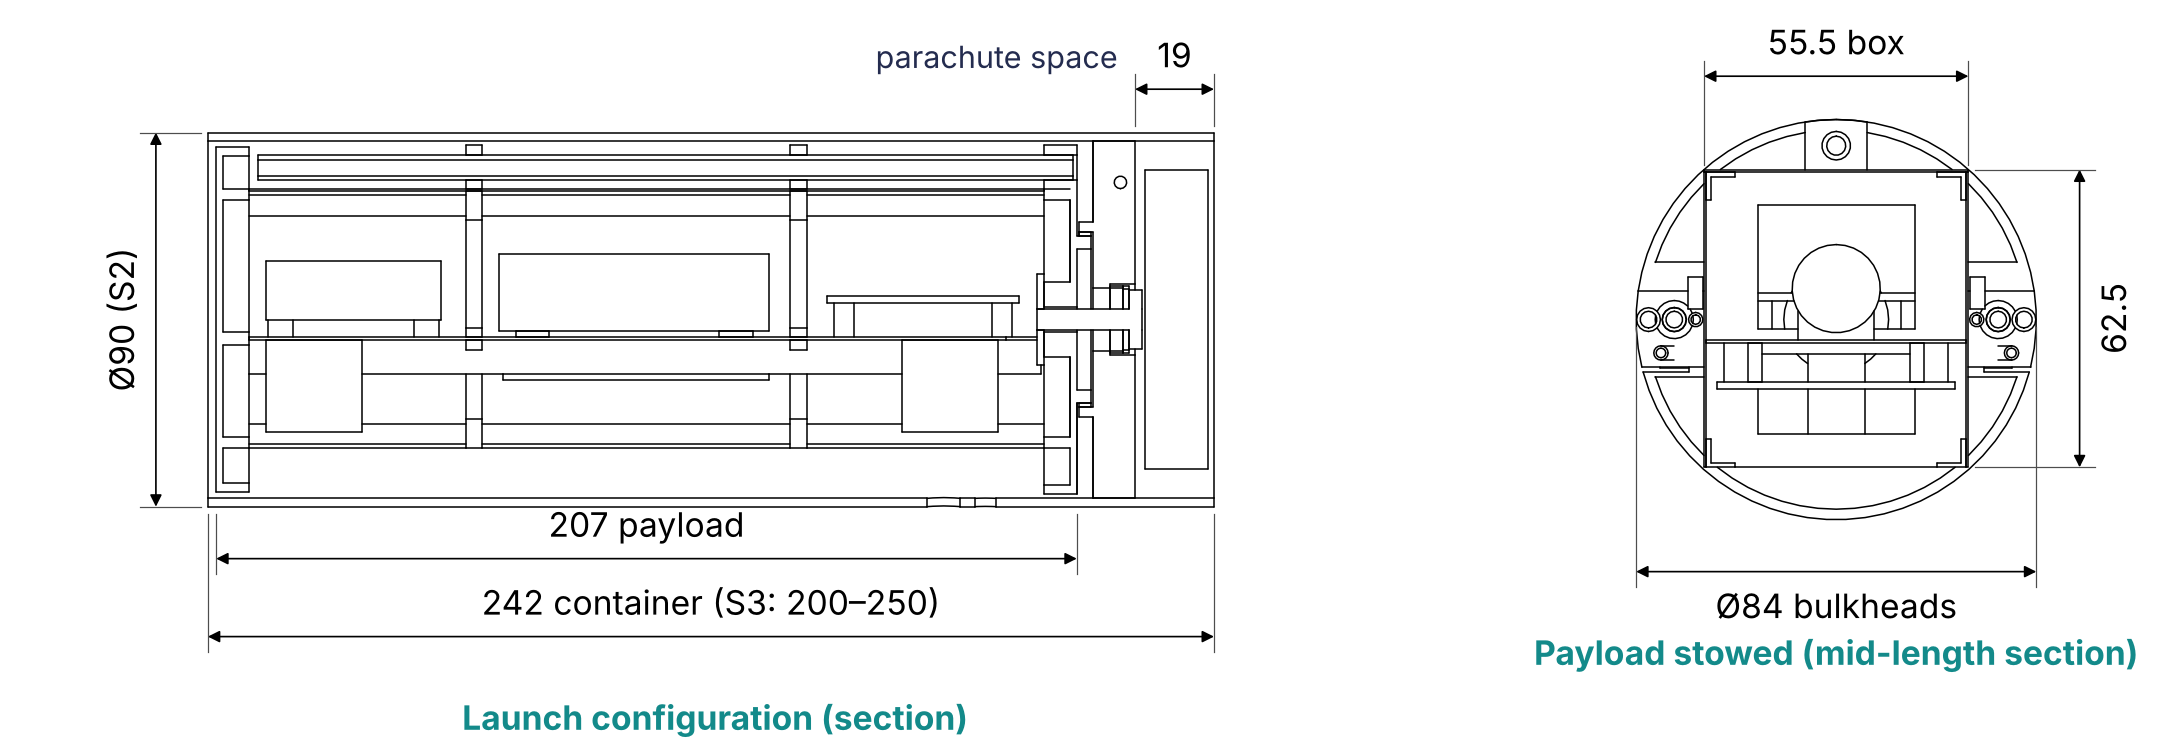 parachute space
19
Ø90 (S2)
207 payload
242 container (S3: 200–250)
Launch configuration (section)
55.5 box
62.5
Ø84 bulkheads
Payload stowed (mid-length section)